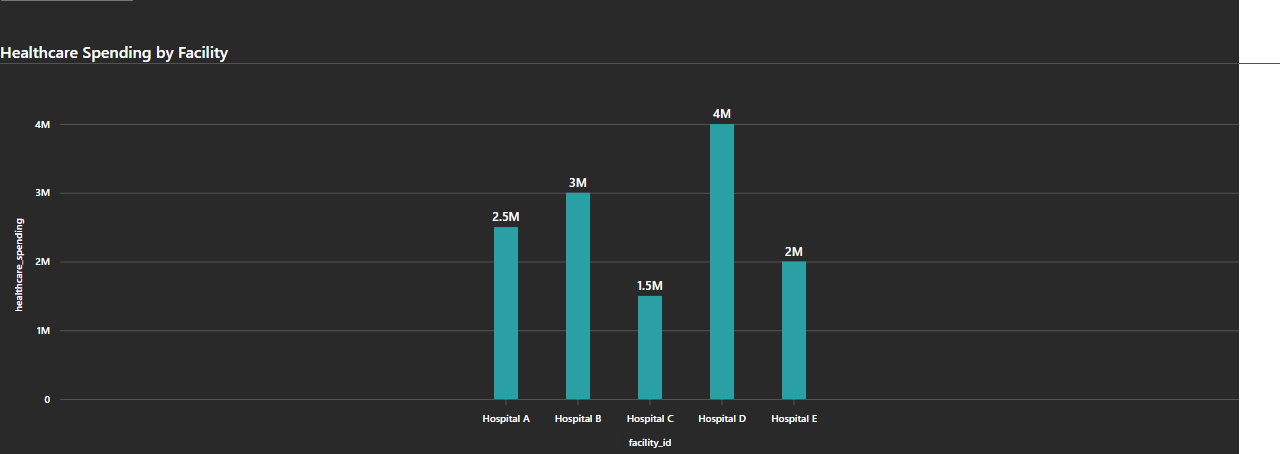 Healthcare Spending by Facility
4M
4M
3M
3M
2.5M
2M
2M
1.5M
1M
0
healthcare_spending
Hospital A Hospital B Hospital C Hospital D Hospital E
facility_id